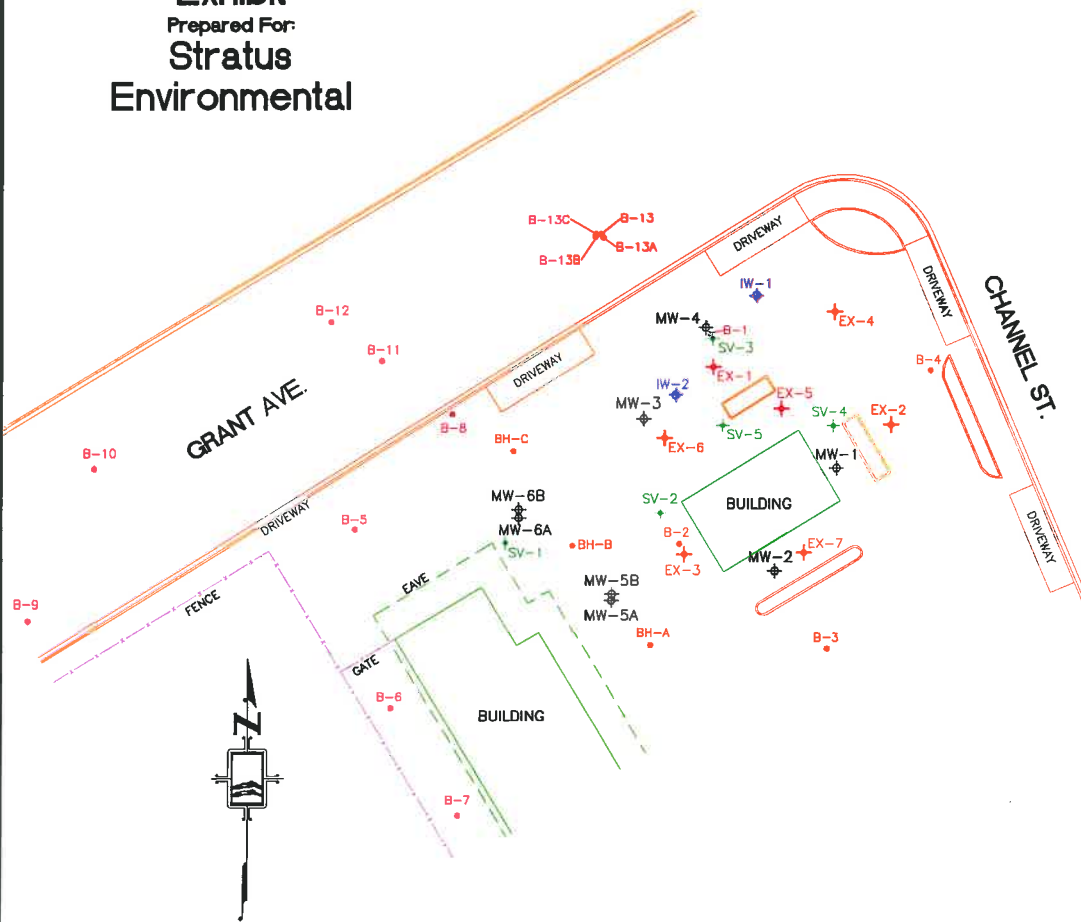 Exhibit
Prepared For:
Stratus
Environmental
B-13C
B-13
B-13A
B-13B
DRIVEWAY
DRIVEWAY
CHANNEL ST.
IW-1
B-12
MW-4
B-1
EX-4
SV-3
B-11
DRIVEWAY
B-4
EX-1
GRANT AVE.
IW-2
MW-3
EX-5
SV-4
EX-2
B-8
SV-5
BH-C
EX-6
B-10
MW-1
MW-6B
SV-2
BUILDING
DRIVEWAY
B-5
MW-6A
DRIVEWAY
SV-1
BH-B
B-2
EX-7
MW-2
EX-3
EAVE
MW-5B
FENCE
B-9
MW-5A
BH-A
B-3
GATE
B-6
N
BUILDING
B-7